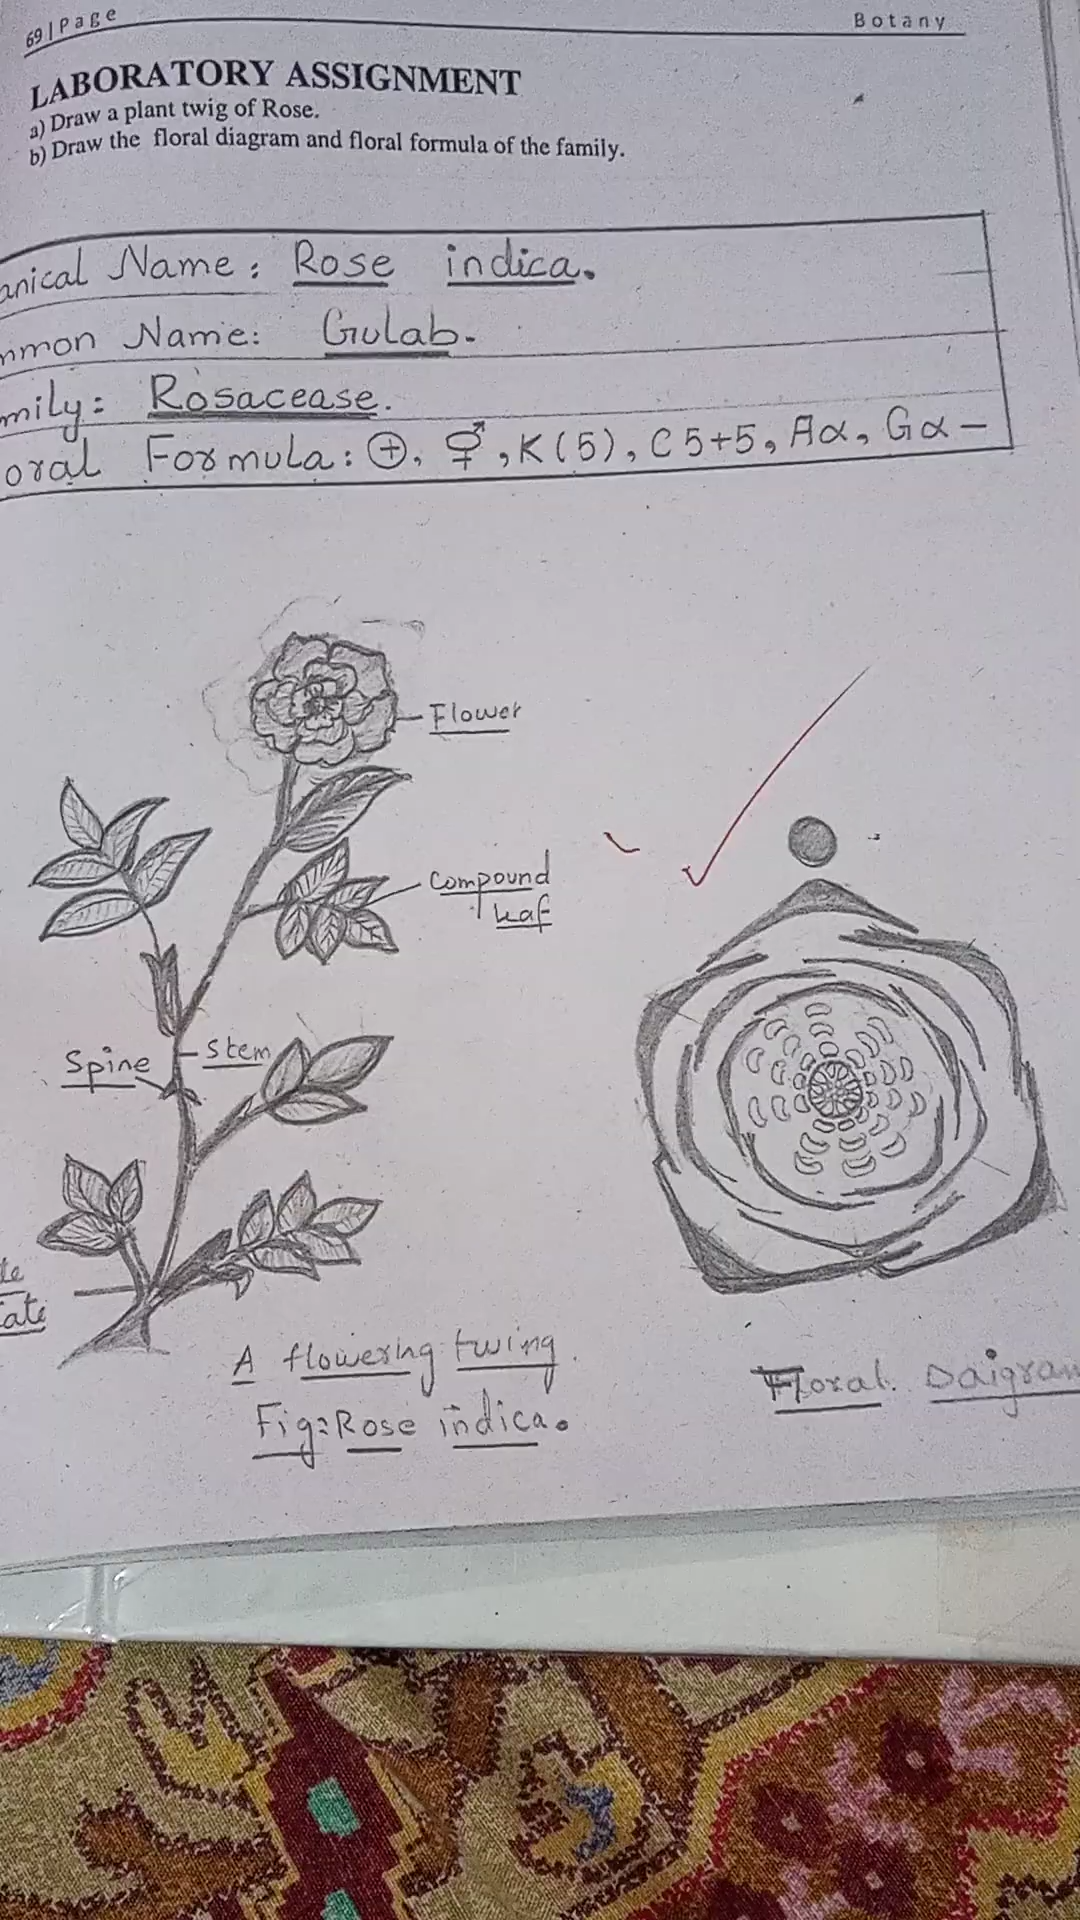 69 | Page
Botany
LABORATORY ASSIGNMENT
a) Draw a plant twig of Rose.
b) Draw the floral diagram and floral formula of the family.
anical Name: Rose indica.
mmon Name: Gulab.
mily: Rosacease.
oral Formula: ⊕, ⚥, K(5), C5+5, Aα, Gα –
Flower
Compound
leaf
Spine
Stem
ate
A flowering twing.
Fig: Rose indica.
Floral. Daigram